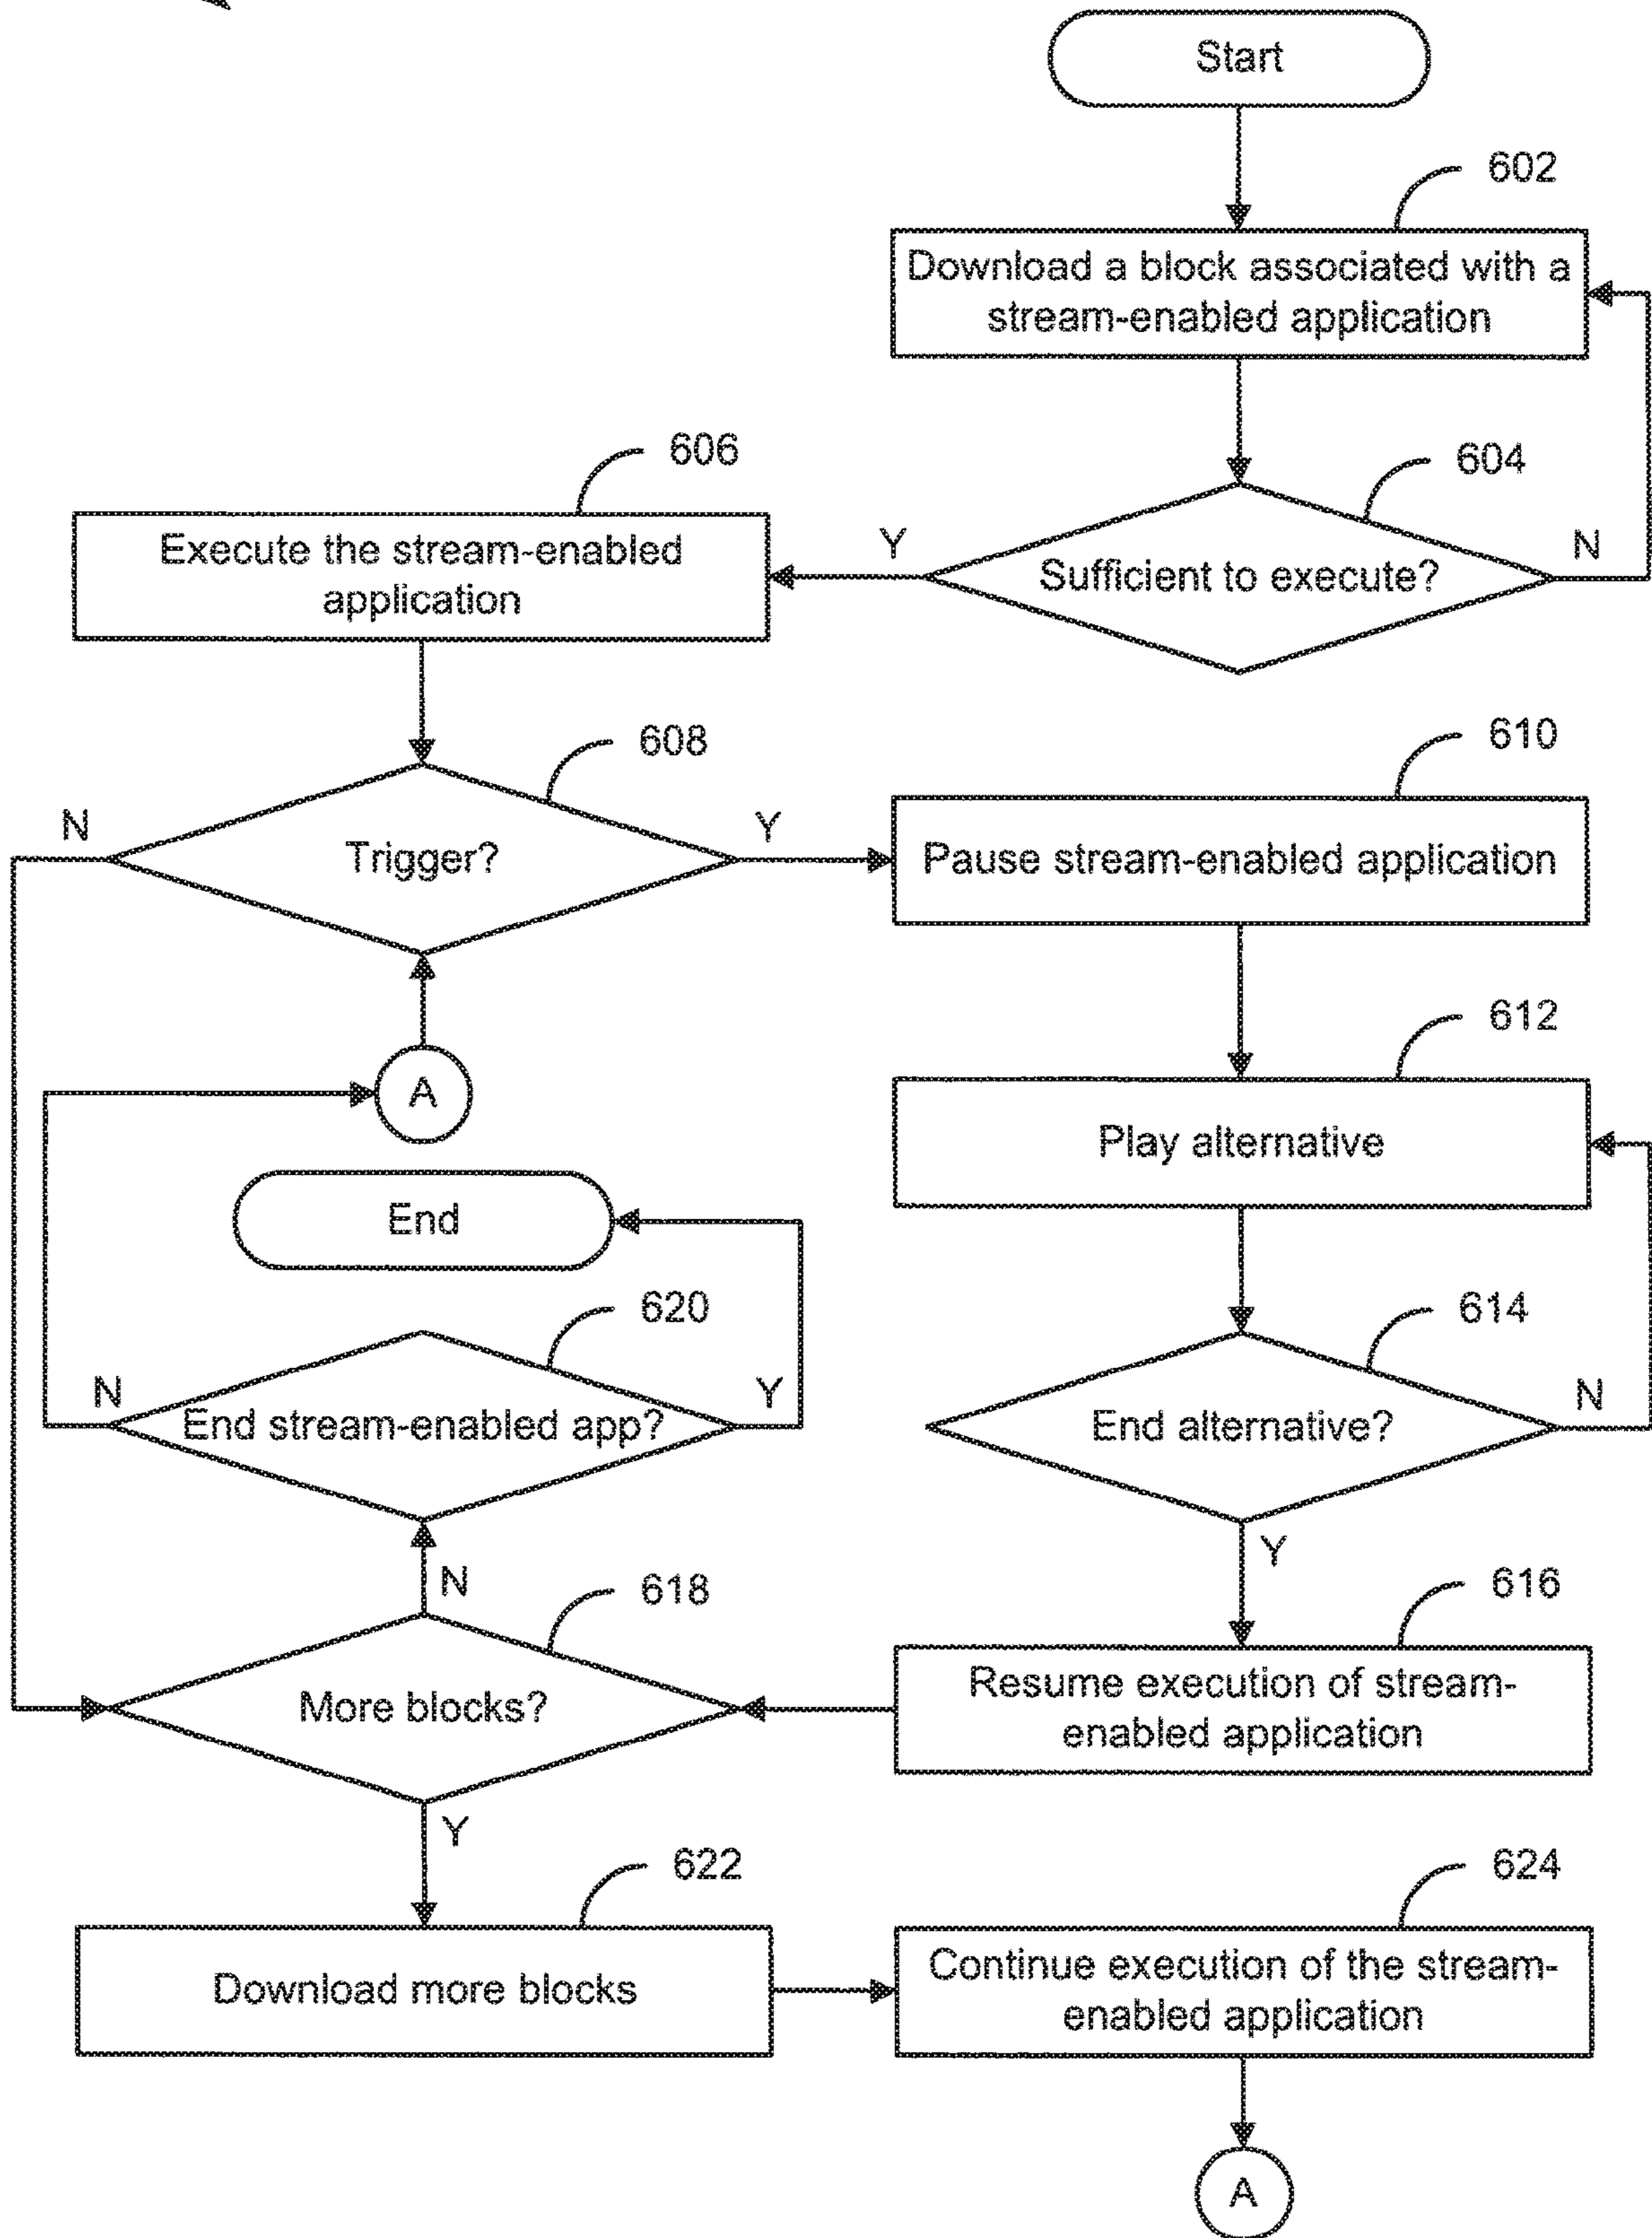 Start
602
Download a block associated with a
stream-enabled application
606
604
Execute the stream-enabled
application
Y
Sufficient to execute?
N
608
610
N
Trigger?
Y
Pause stream-enabled application
612
A
Play alternative
End
620
614
N
End stream-enabled app?
Y
End alternative?
N
Y
N
618
616
More blocks?
Resume execution of stream-
enabled application
Y
622
624
Download more blocks
Continue execution of the stream-
enabled application
A